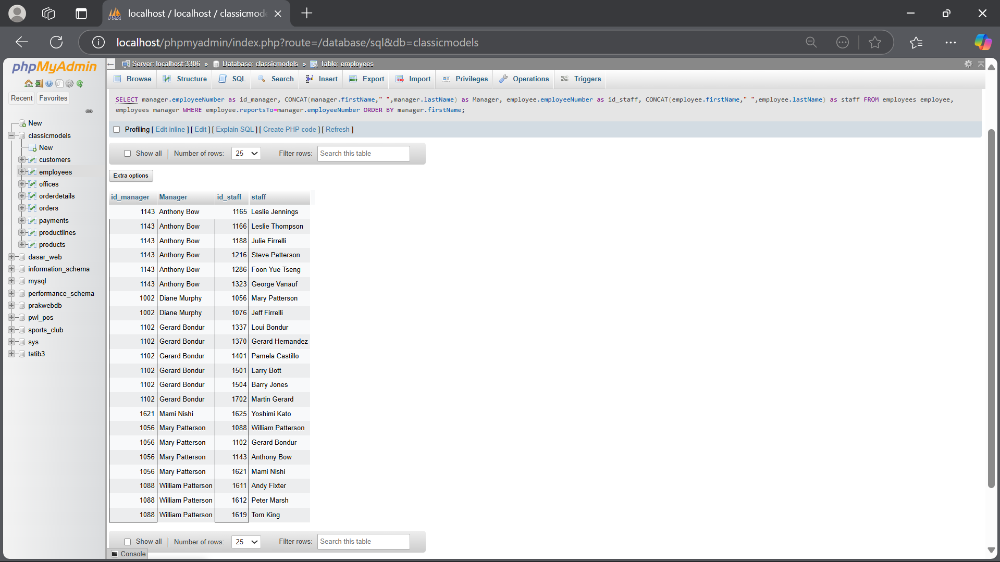 localhost / localhost / classicmod
localhost/phpmyadmin/index.php?route=/database/sql&db=classicmodels
phpMyAdmin
Recent Favorites
New
classicmodels
New
customers
employees
offices
orderdetails
orders
payments
productlines
products
dasar_web
information_schema
mysql
performance_schema
prakwebdb
pwl_pos
sports_club
sys
tatib3
Server: localhost:3306 » Database: classicmodels » Table: employees
Browse Structure SQL Search Insert Export Import Privileges Operations Triggers
SELECT manager.employeeNumber as id_manager, CONCAT(manager.firstName," ",manager.lastName) as Manager, employee.employeeNumber as id_staff, CONCAT(employee.firstName," ",employee.lastName) as staff FROM employees employee,
employees manager WHERE employee.reportsTo=manager.employeeNumber ORDER BY manager.firstName;
Profiling [ Edit inline ] [ Edit ] [ Explain SQL ] [ Create PHP code ] [ Refresh ]
Show all | Number of rows: 25 Filter rows: Search this table
Extra options
id_manager Manager id_staff staff
1143 Anthony Bow 1165 Leslie Jennings
1143 Anthony Bow 1166 Leslie Thompson
1143 Anthony Bow 1188 Julie Firrelli
1143 Anthony Bow 1216 Steve Patterson
1143 Anthony Bow 1286 Foon Yue Tseng
1143 Anthony Bow 1323 George Vanauf
1002 Diane Murphy 1056 Mary Patterson
1002 Diane Murphy 1076 Jeff Firrelli
1102 Gerard Bondur 1337 Loui Bondur
1102 Gerard Bondur 1370 Gerard Hernandez
1102 Gerard Bondur 1401 Pamela Castillo
1102 Gerard Bondur 1501 Larry Bott
1102 Gerard Bondur 1504 Barry Jones
1102 Gerard Bondur 1702 Martin Gerard
1621 Mami Nishi 1625 Yoshimi Kato
1056 Mary Patterson 1088 William Patterson
1056 Mary Patterson 1102 Gerard Bondur
1056 Mary Patterson 1143 Anthony Bow
1056 Mary Patterson 1621 Mami Nishi
1088 William Patterson 1611 Andy Fixter
1088 William Patterson 1612 Peter Marsh
1088 William Patterson 1619 Tom King
Show all | Number of rows: 25 Filter rows: Search this table
Console